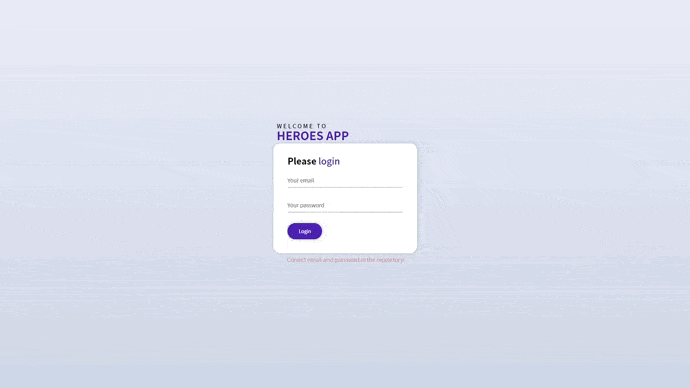 WELCOME TO
HEROES APP
Please login
Your email
Your password
Login
Correct email and password in the repository